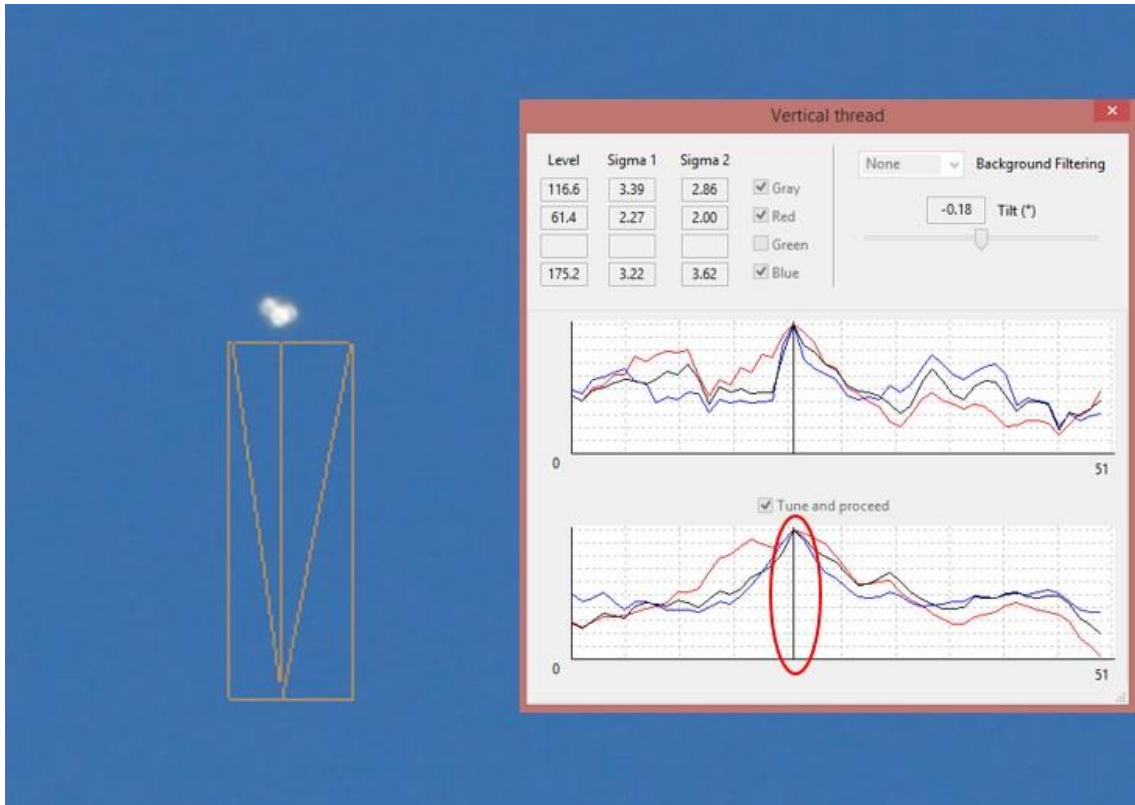 Vertical thread
Level Sigma 1 Sigma 2 None Background Filtering
116.6 3.39 2.86 Gray
61.4 2.27 2.00 Red -0.18 Tilt (°)
Green
175.2 3.22 3.62 Blue
0 51
Tune and proceed
0 51